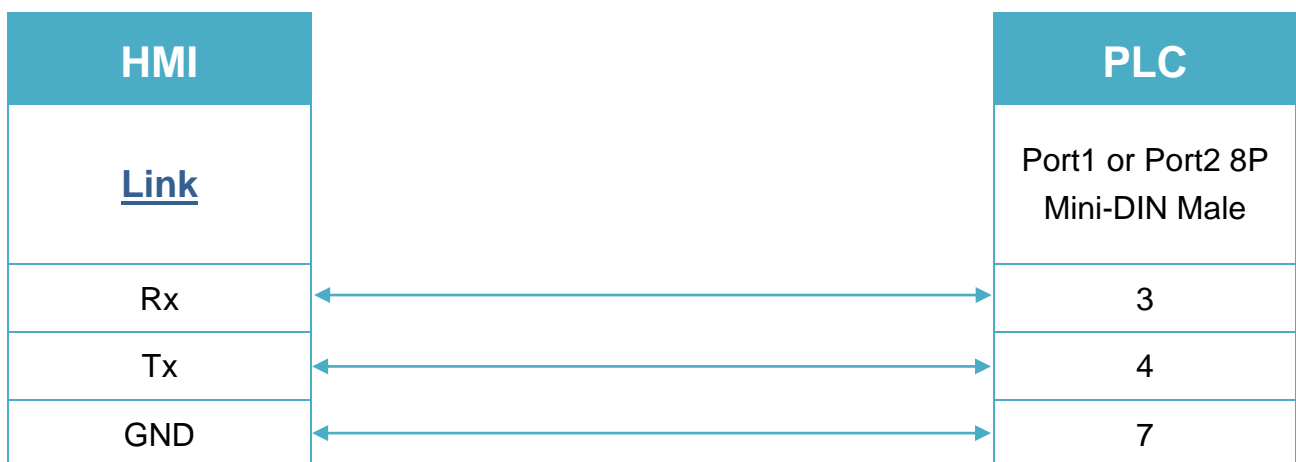 HMI
PLC
Link
Port1 or Port2 8P
Mini-DIN Male
Rx
3
Tx
4
GND
7